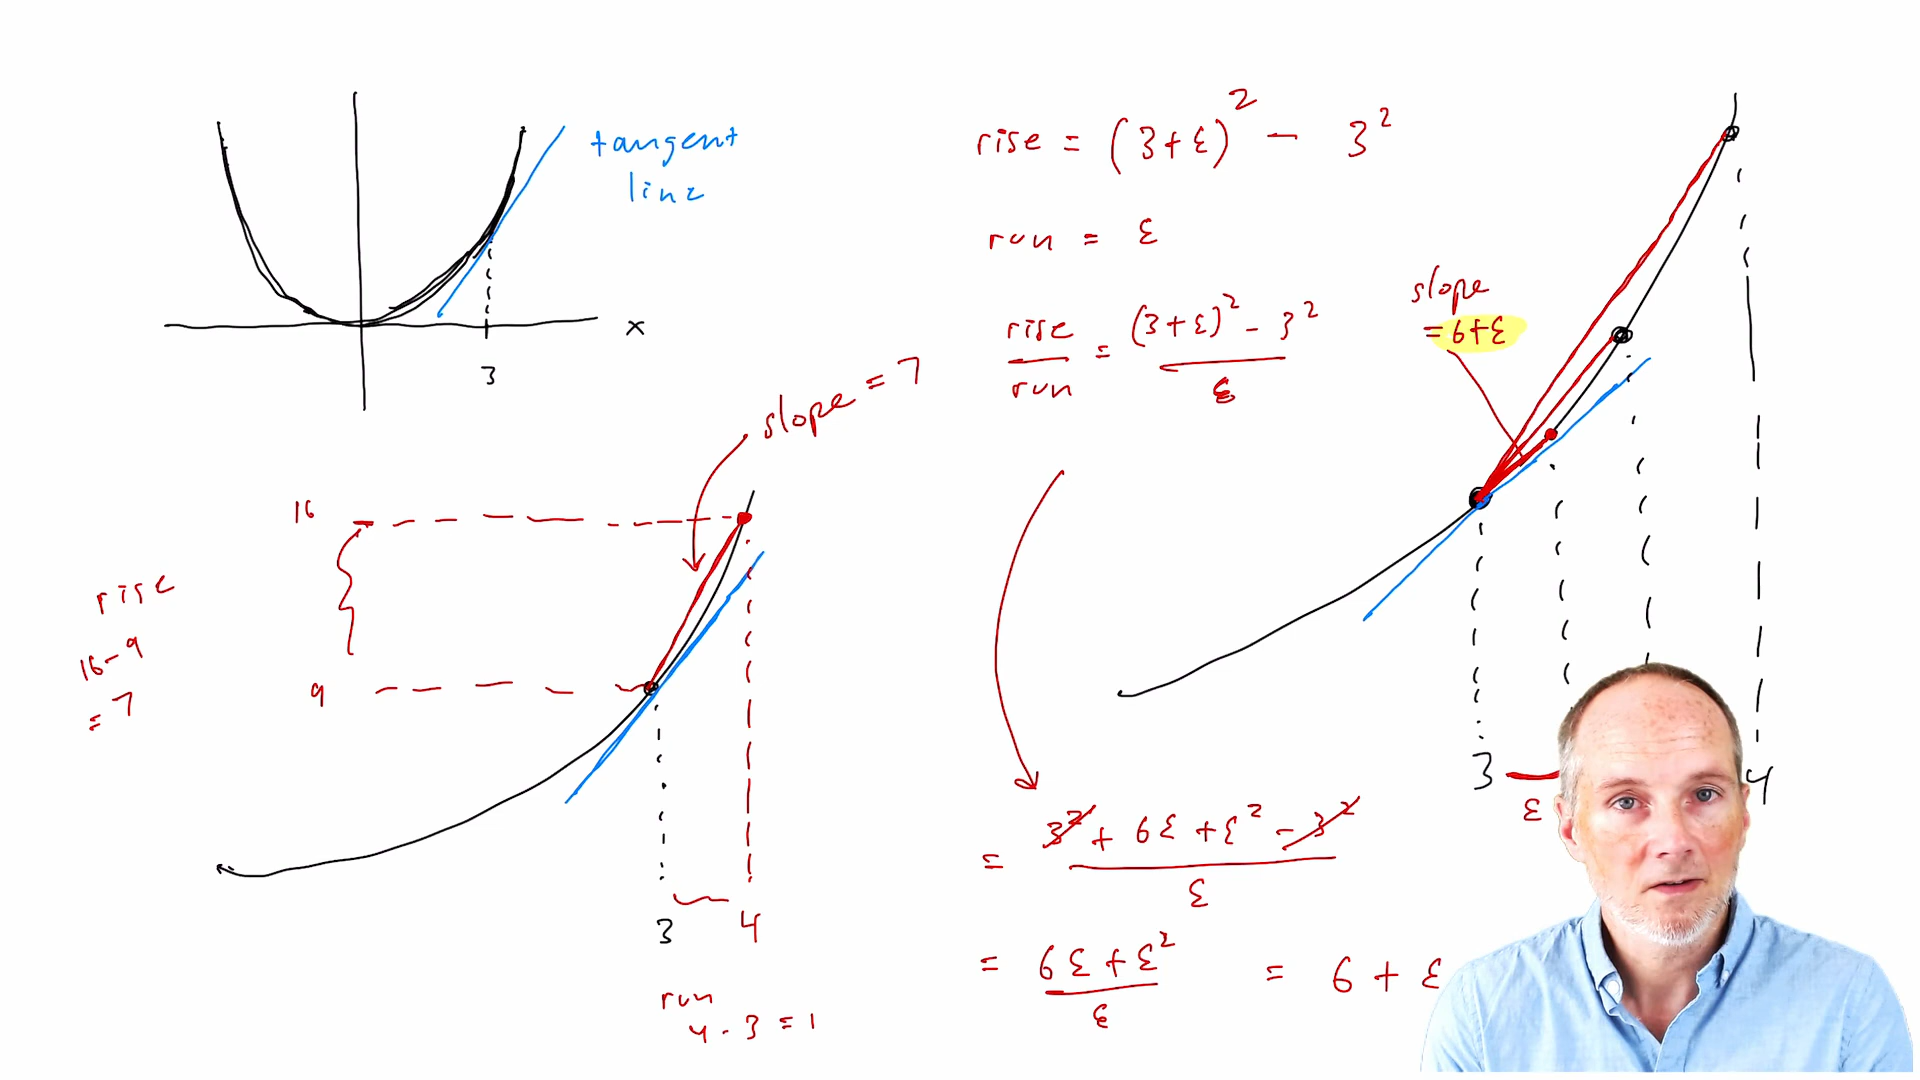 tangent
line
x
3
slope = 7
16
rise
16-9
= 7
9
3
4
run
4-3=1
rise = (3+ε)² - 3²
run = ε
rise/run = ((3+ε)² - 3²)/ε
= (3² + 6ε + ε² - 3²)/ε
= (6ε + ε²)/ε = 6 + ε
slope
= 6+ε
3
4
ε